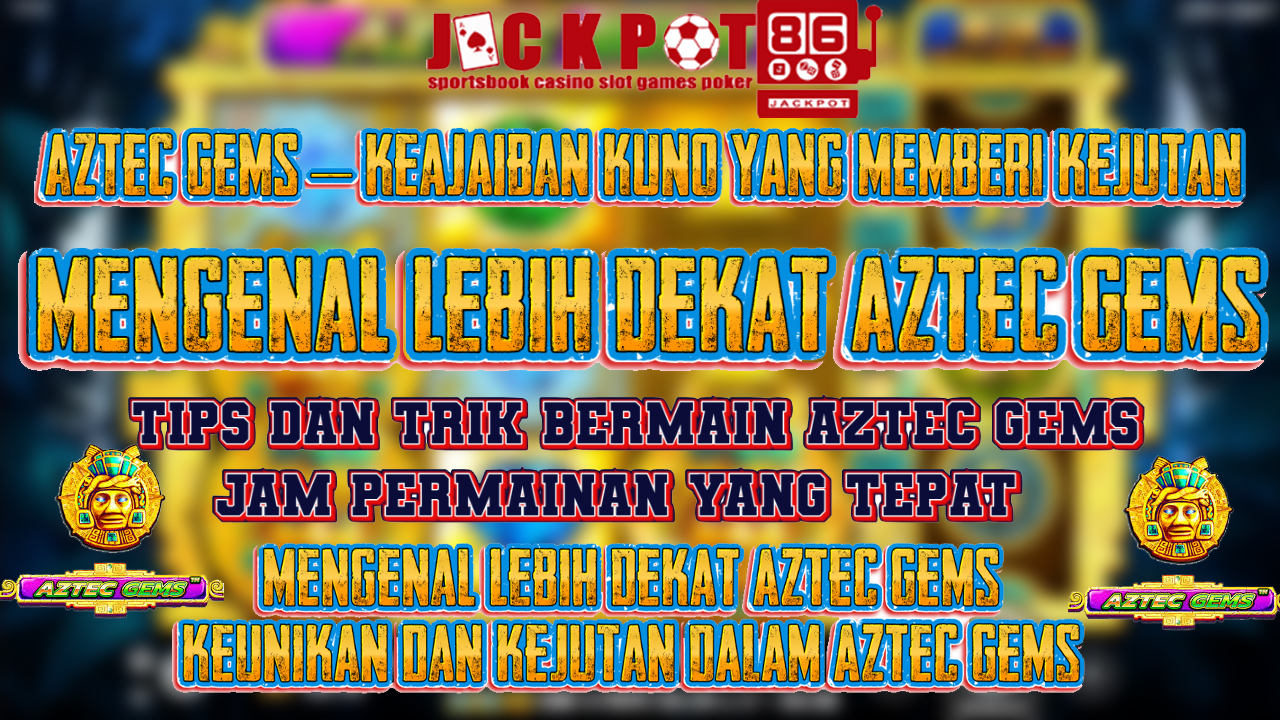 JACKPOT 86
sportsbook casino slot games poker
JACKPOT
AZTEC GEMS – KEAJAIBAN KUNO YANG MEMBERI KEJUTAN
MENGENAL LEBIH DEKAT AZTEC GEMS
TIPS DAN TRIK BERMAIN AZTEC GEMS
JAM PERMAINAN YANG TEPAT
MENGENAL LEBIH DEKAT AZTEC GEMS
AZTEC GEMS™
AZTEC GEMS™
KEUNIKAN DAN KEJUTAN DALAM AZTEC GEMS